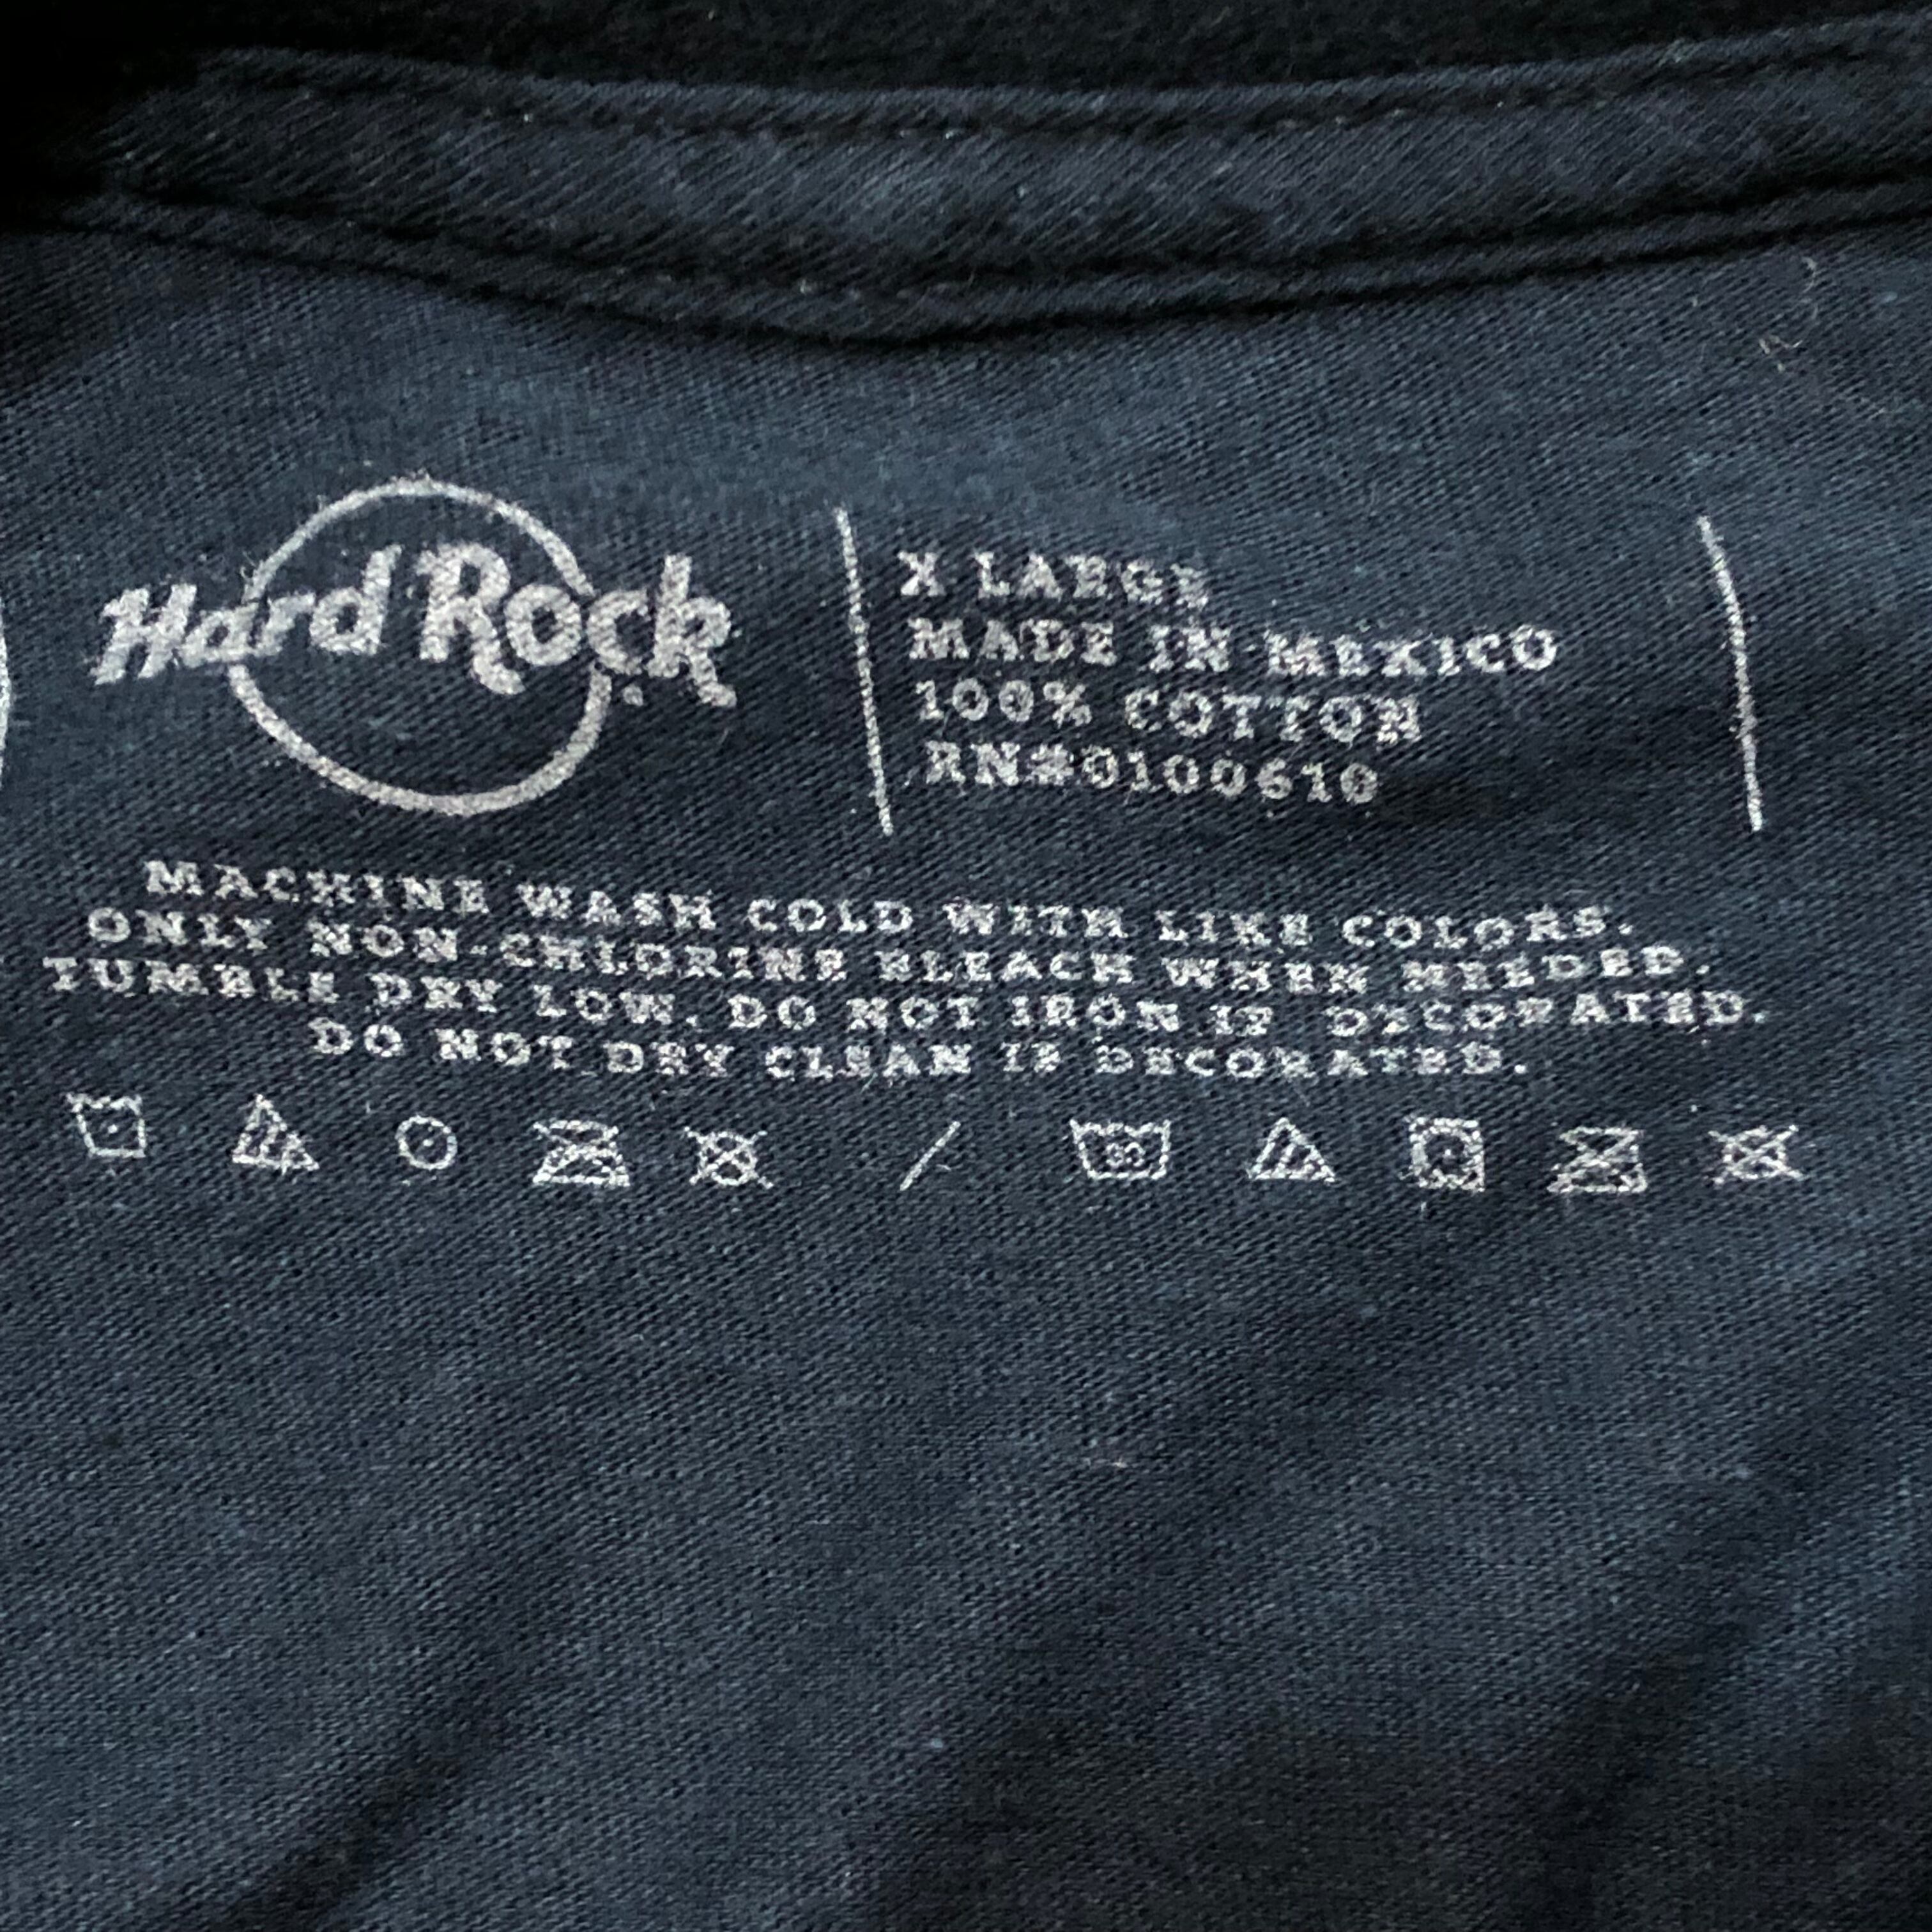 Hard Rock
X LARGE
MADE IN MEXICO
100% COTTON
RN#0100610
MACHINE WASH COLD WITH LIKE COLORS.
ONLY NON-CHLORINE BLEACH WHEN NEEDED.
TUMBLE DRY LOW. DO NOT IRON IF DECORATED.
DO NOT DRY CLEAN IF DECORATED.
/ 30